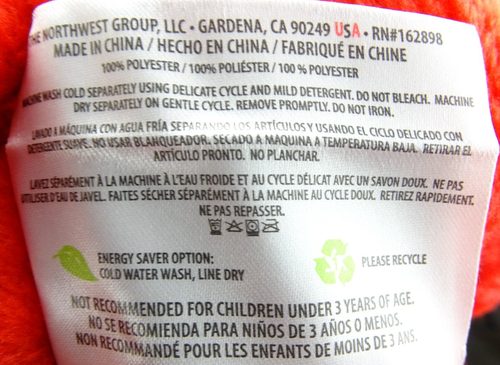 THE NORTHWEST GROUP, LLC • GARDENA, CA 90249 USA • RN#162898
MADE IN CHINA / HECHO EN CHINA / FABRIQUÉ EN CHINE
100% POLYESTER / 100% POLIÉSTER / 100 % POLYESTER
MACHINE WASH COLD SEPARATELY USING DELICATE CYCLE AND MILD DETERGENT. DO NOT BLEACH. MACHINE
DRY SEPARATELY ON GENTLE CYCLE. REMOVE PROMPTLY. DO NOT IRON.
LAVADO A MÁQUINA CON AGUA FRÍA SEPARANDO LOS ARTÍCULOS Y USANDO EL CICLO DELICADO CON
DETERGENTE SUAVE. NO USAR BLANQUEADOR. SECADO A MAQUINA A TEMPERATURA BAJA. RETIRAR EL
ARTÍCULO PRONTO. NO PLANCHAR.
LAVEZ SÉPARÉMENT À LA MACHINE À L'EAU FROIDE ET AU CYCLE DÉLICAT AVEC UN SAVON DOUX. NE PAS
UTILISER D'EAU DE JAVEL. FAITES SÉCHER SÉPARÉMENT À LA MACHINE AU CYCLE DOUX. RETIREZ RAPIDEMENT.
NE PAS REPASSER.
ENERGY SAVER OPTION:
COLD WATER WASH, LINE DRY
PLEASE RECYCLE
NOT RECOMMENDED FOR CHILDREN UNDER 3 YEARS OF AGE.
NO SE RECOMIENDA PARA NIÑOS DE 3 AÑOS O MENOS.
NON RECOMMANDÉ POUR LES ENFANTS DE MOINS DE 3 ANS.